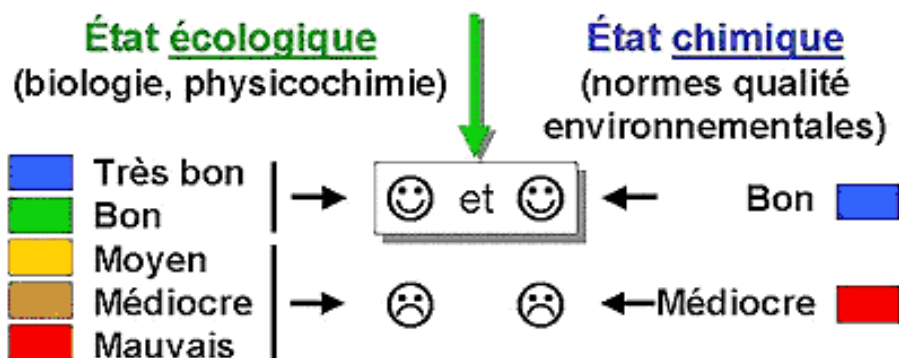 État écologique
(biologie, physicochimie)
État chimique
(normes qualité
environnementales)
Très bon
Bon
Moyen
Médiocre
Mauvais
et
Bon
Médiocre